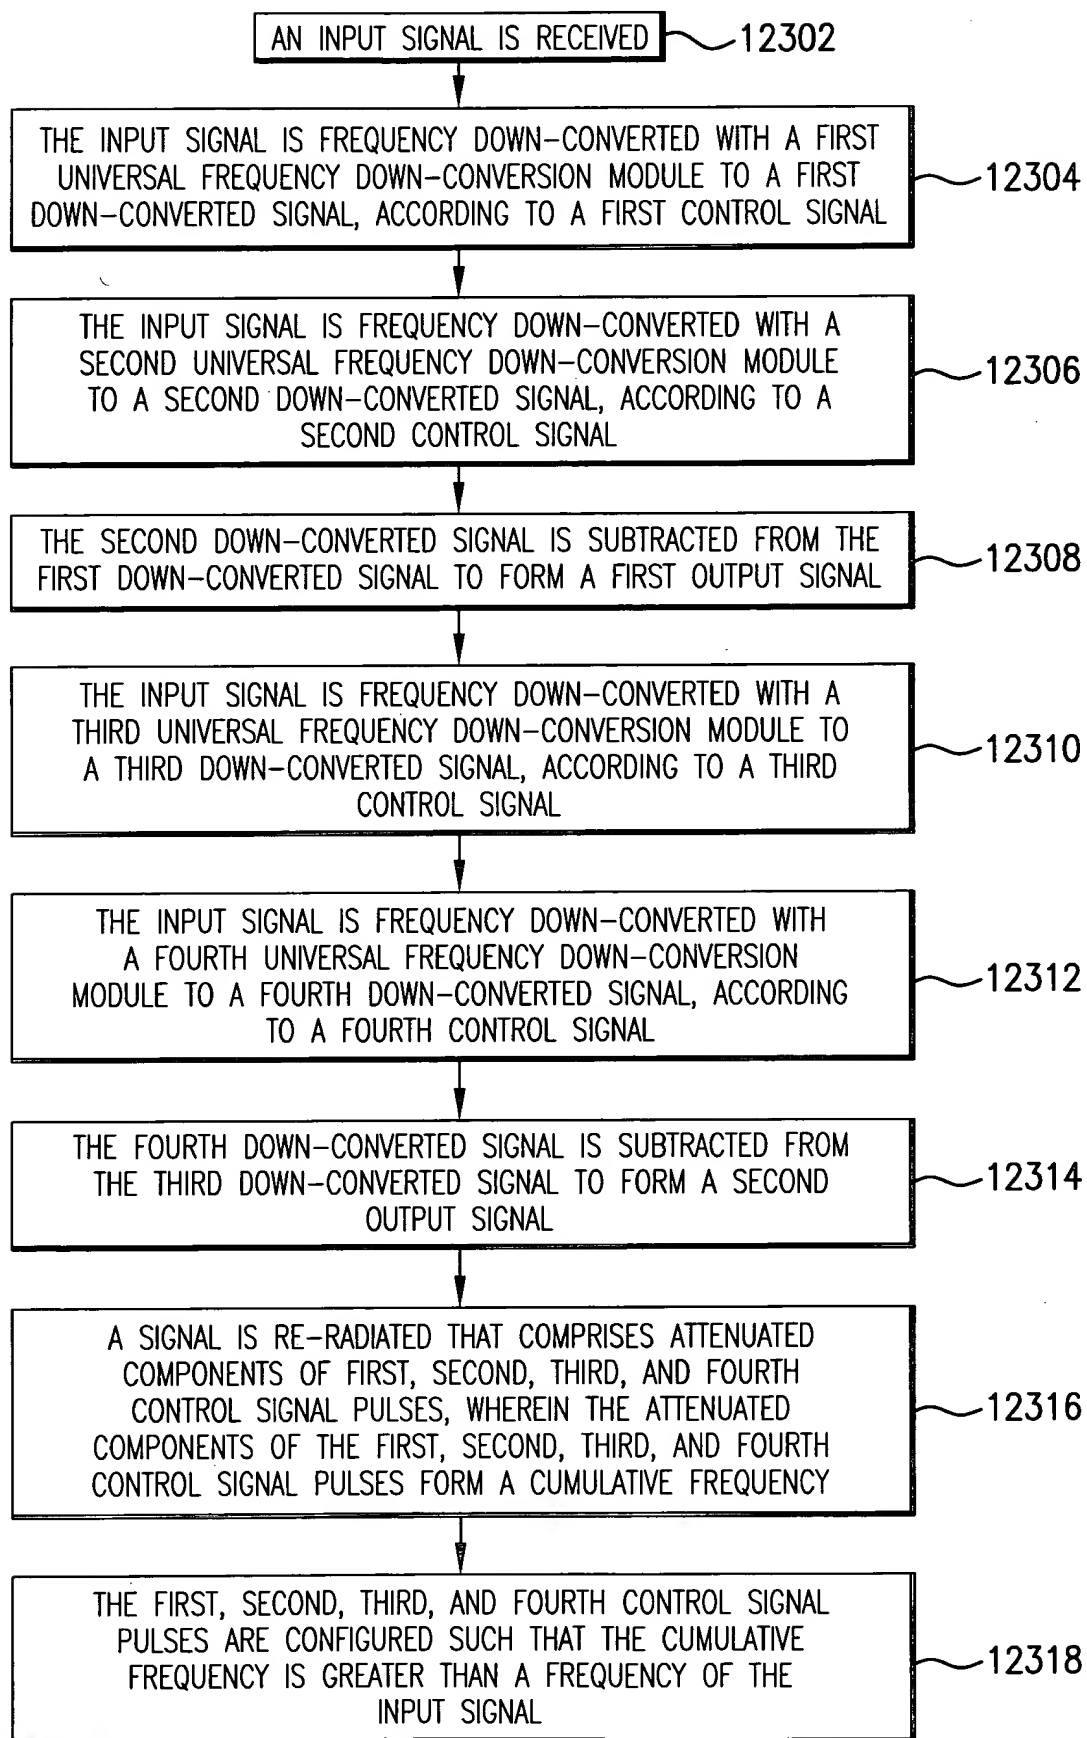 AN INPUT SIGNAL IS RECEIVED
12302
THE INPUT SIGNAL IS FREQUENCY DOWN-CONVERTED WITH A FIRST
UNIVERSAL FREQUENCY DOWN-CONVERSION MODULE TO A FIRST
DOWN-CONVERTED SIGNAL, ACCORDING TO A FIRST CONTROL SIGNAL
12304
THE INPUT SIGNAL IS FREQUENCY DOWN-CONVERTED WITH A
SECOND UNIVERSAL FREQUENCY DOWN-CONVERSION MODULE
TO A SECOND DOWN-CONVERTED SIGNAL, ACCORDING TO A
SECOND CONTROL SIGNAL
12306
THE SECOND DOWN-CONVERTED SIGNAL IS SUBTRACTED FROM THE
FIRST DOWN-CONVERTED SIGNAL TO FORM A FIRST OUTPUT SIGNAL
12308
THE INPUT SIGNAL IS FREQUENCY DOWN-CONVERTED WITH A
THIRD UNIVERSAL FREQUENCY DOWN-CONVERSION MODULE TO
A THIRD DOWN-CONVERTED SIGNAL, ACCORDING TO A THIRD
CONTROL SIGNAL
12310
THE INPUT SIGNAL IS FREQUENCY DOWN-CONVERTED WITH
A FOURTH UNIVERSAL FREQUENCY DOWN-CONVERSION
MODULE TO A FOURTH DOWN-CONVERTED SIGNAL, ACCORDING
TO A FOURTH CONTROL SIGNAL
12312
THE FOURTH DOWN-CONVERTED SIGNAL IS SUBTRACTED FROM
THE THIRD DOWN-CONVERTED SIGNAL TO FORM A SECOND
OUTPUT SIGNAL
12314
A SIGNAL IS RE-RADIATED THAT COMPRISES ATTENUATED
COMPONENTS OF FIRST, SECOND, THIRD, AND FOURTH
CONTROL SIGNAL PULSES, WHEREIN THE ATTENUATED
COMPONENTS OF THE FIRST, SECOND, THIRD, AND FOURTH
CONTROL SIGNAL PULSES FORM A CUMULATIVE FREQUENCY
12316
THE FIRST, SECOND, THIRD, AND FOURTH CONTROL SIGNAL
PULSES ARE CONFIGURED SUCH THAT THE CUMULATIVE
FREQUENCY IS GREATER THAN A FREQUENCY OF THE
INPUT SIGNAL
12318